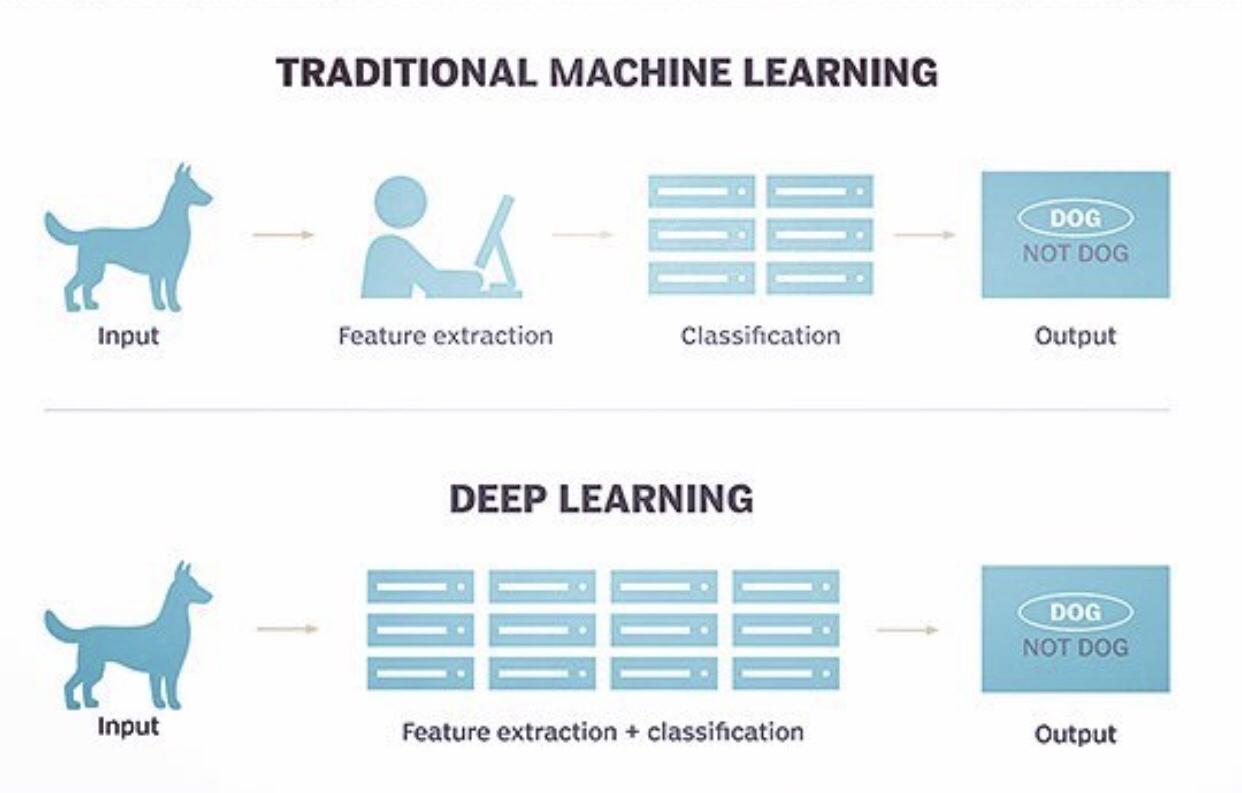 TRADITIONAL MACHINE LEARNING
DOG
NOT DOG
Input
Feature extraction
Classification
Output
DEEP LEARNING
DOG
NOT DOG
Input
Feature extraction + classification
Output